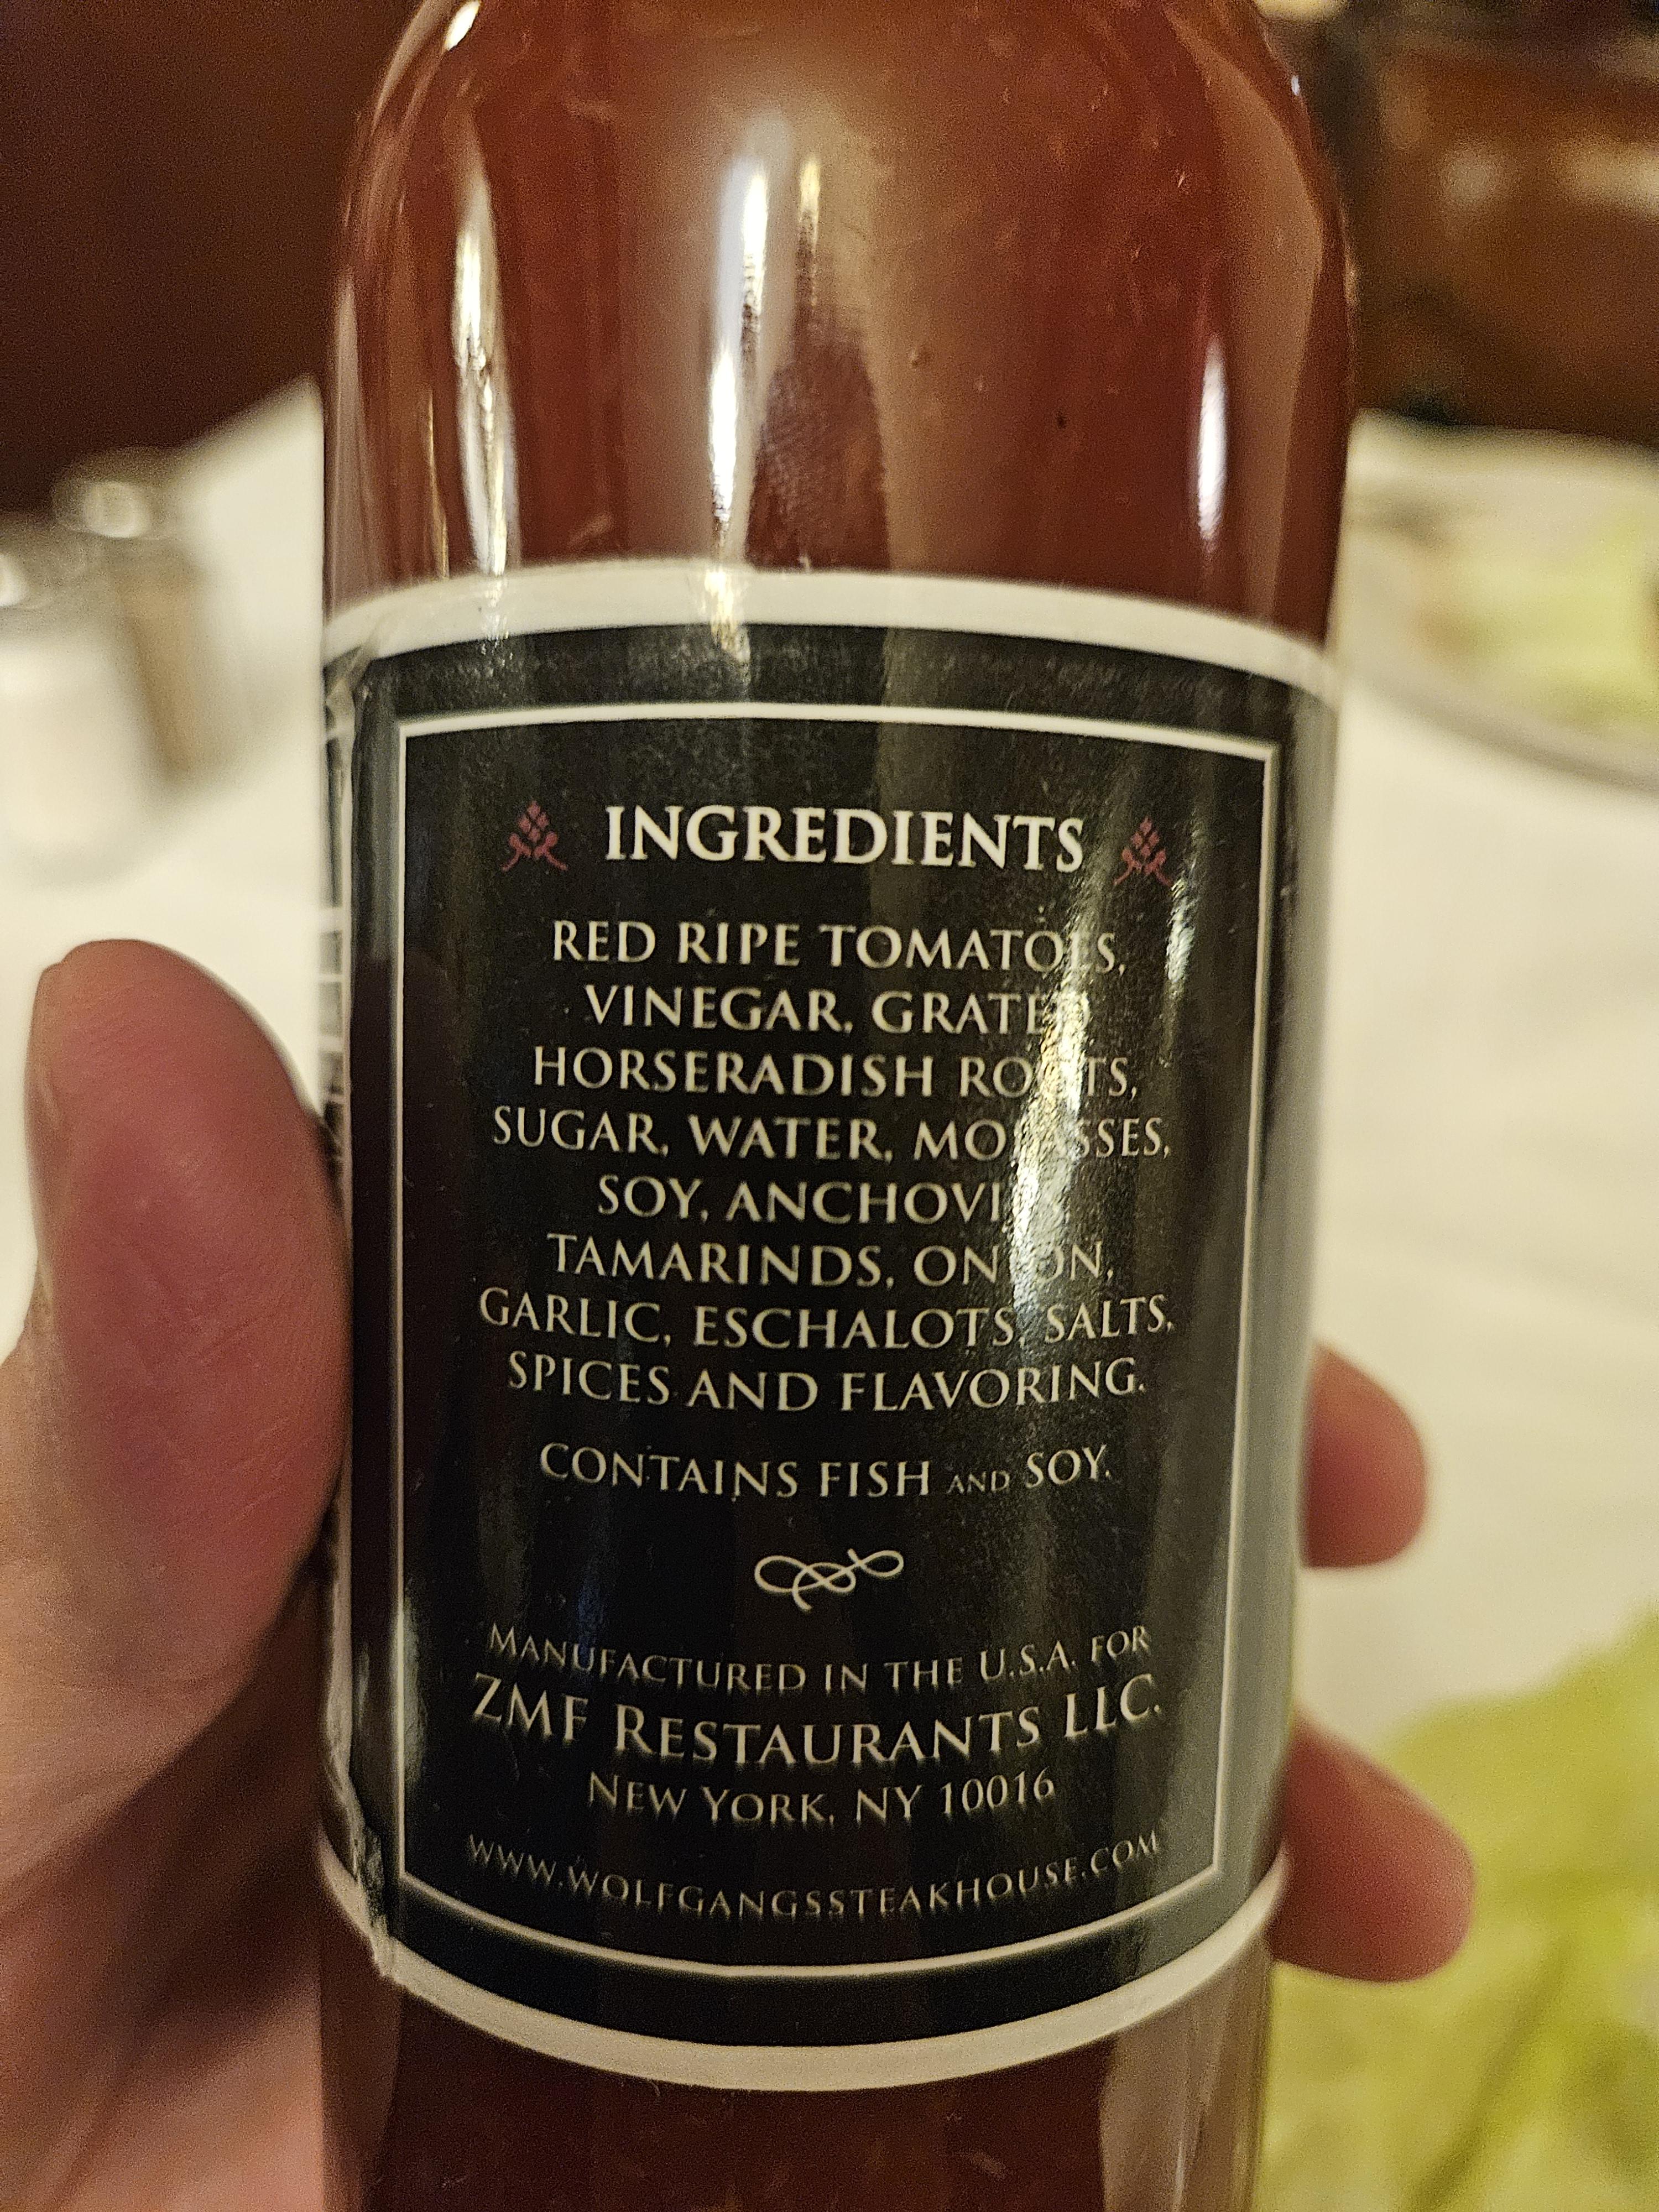 INGREDIENTS
RED RIPE TOMATOES,
VINEGAR, GRATED
HORSERADISH ROOTS,
SUGAR, WATER, MOLASSES,
SOY, ANCHOVIES,
TAMARINDS, ONION,
GARLIC, ESCHALOTS, SALTS,
SPICES AND FLAVORING.
CONTAINS FISH AND SOY.
MANUFACTURED IN THE U.S.A. FOR
ZMF RESTAURANTS LLC.
NEW YORK, NY 10016
WWW.WOLFGANGSSTEAKHOUSE.COM